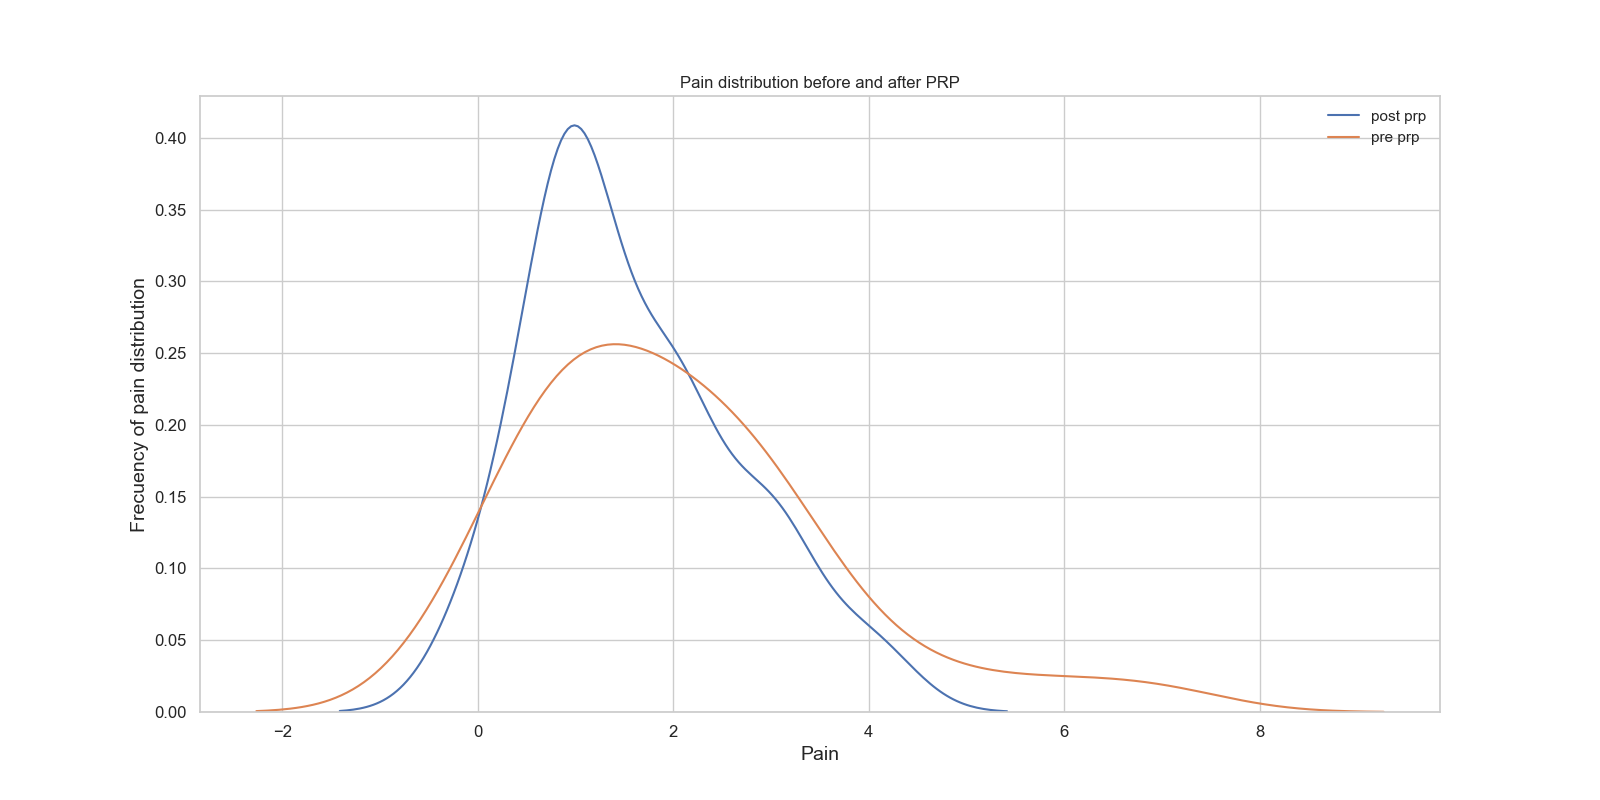 Pain distribution before and after PRP
post prp
pre prp
0.40
0.35
0.30
0.25
0.20
0.15
0.10
0.05
0.00
Frecuency of pain distribution
−2 0 2 4 6 8
Pain